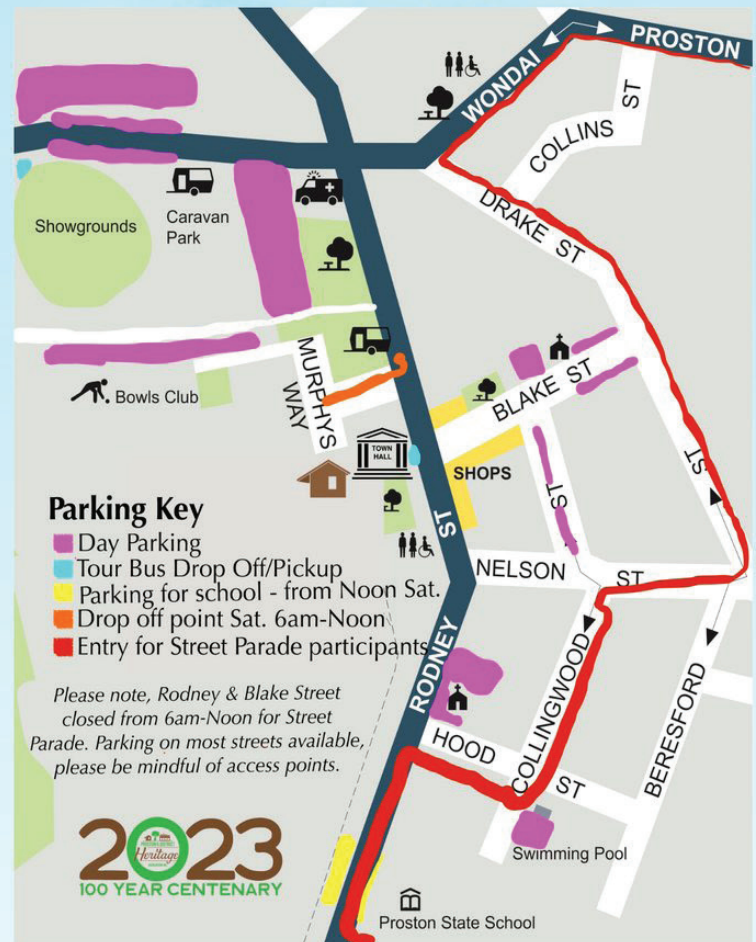 WONDAI
PROSTON
COLLINS ST
DRAKE ST
Showgrounds
Caravan
Park
MURPHYS
WAY
Bowls Club
BLAKE ST
TOWN
HALL
SHOPS
ST
ST
ST
NELSON ST
Parking Key
Day Parking
Tour Bus Drop Off/Pickup
Parking for school - from Noon Sat.
Drop off point Sat. 6am-Noon
Entry for Street Parade participants
RODNEY
Please note, Rodney & Blake Street
closed from 6am-Noon for Street
Parade. Parking on most streets available,
please be mindful of access points.
HOOD ST
COLLINGWOOD
BERESFORD
Swimming Pool
2023
Heritage
100 YEAR CENTENARY
Proston State School